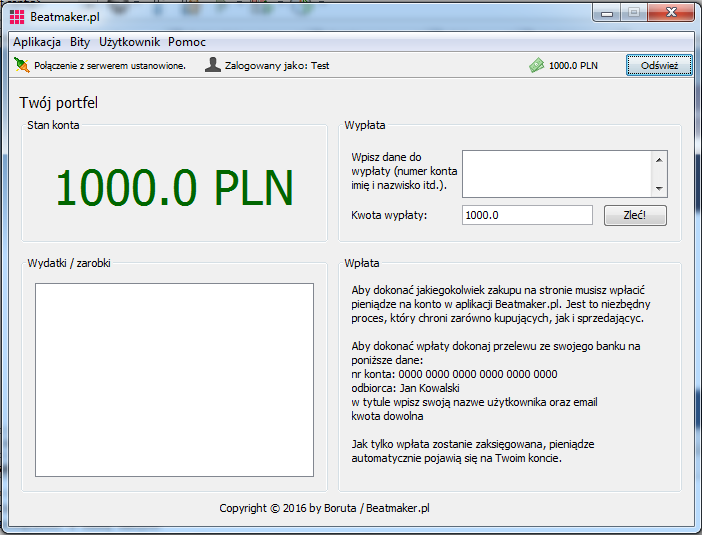 Beatmaker.pl
Aplikacja Bity Użytkownik Pomoc
Połączenie z serwerem ustanowione. Zalogowany jako: Test 1000.0 PLN Odśwież
Twój portfel
Stan konta
1000.0 PLN
Wypłata
Wpisz dane do
wypłaty (numer konta
imię i nazwisko itd.).
Kwota wypłaty: 1000.0 Zleć!
Wydatki / zarobki
Wpłata
Aby dokonać jakiegokolwiek zakupu na stronie musisz wpłacić
pieniądze na konto w aplikacji Beatmaker.pl. Jest to niezbędny
proces, który chroni zarówno kupujących, jak i sprzedającyc.
Aby dokonać wpłaty dokonaj przelewu ze swojego banku na
poniższe dane:
nr konta: 0000 0000 0000 0000 0000 0000
odbiorca: Jan Kowalski
w tytule wpisz swoją nazwe użytkownika oraz email
kwota dowolna
Jak tylko wpłata zostanie zaksięgowana, pieniądze
automatycznie pojawią się na Twoim koncie.
Copyright © 2016 by Boruta / Beatmaker.pl